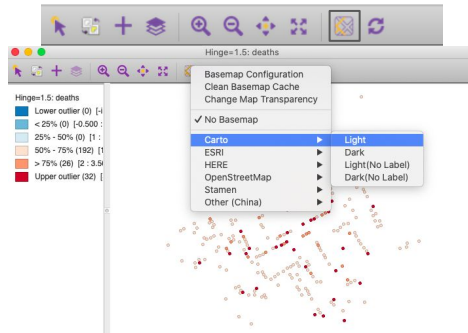 Hinge=1.5: deaths
Basemap Configuration
Clean Basemap Cache
Change Map Transparency
✓ No Basemap
Carto
ESRI
HERE
OpenStreetMap
Stamen
Other (China)
Light
Dark
Light(No Label)
Dark(No Label)
Hinge=1.5: deaths
Lower outlier (0) [-i
< 25% (0) [-0.500 :
25% - 50% (0) [1 :
50% - 75% (192) [1
> 75% (26) [2 : 3.5
Upper outlier (32) [